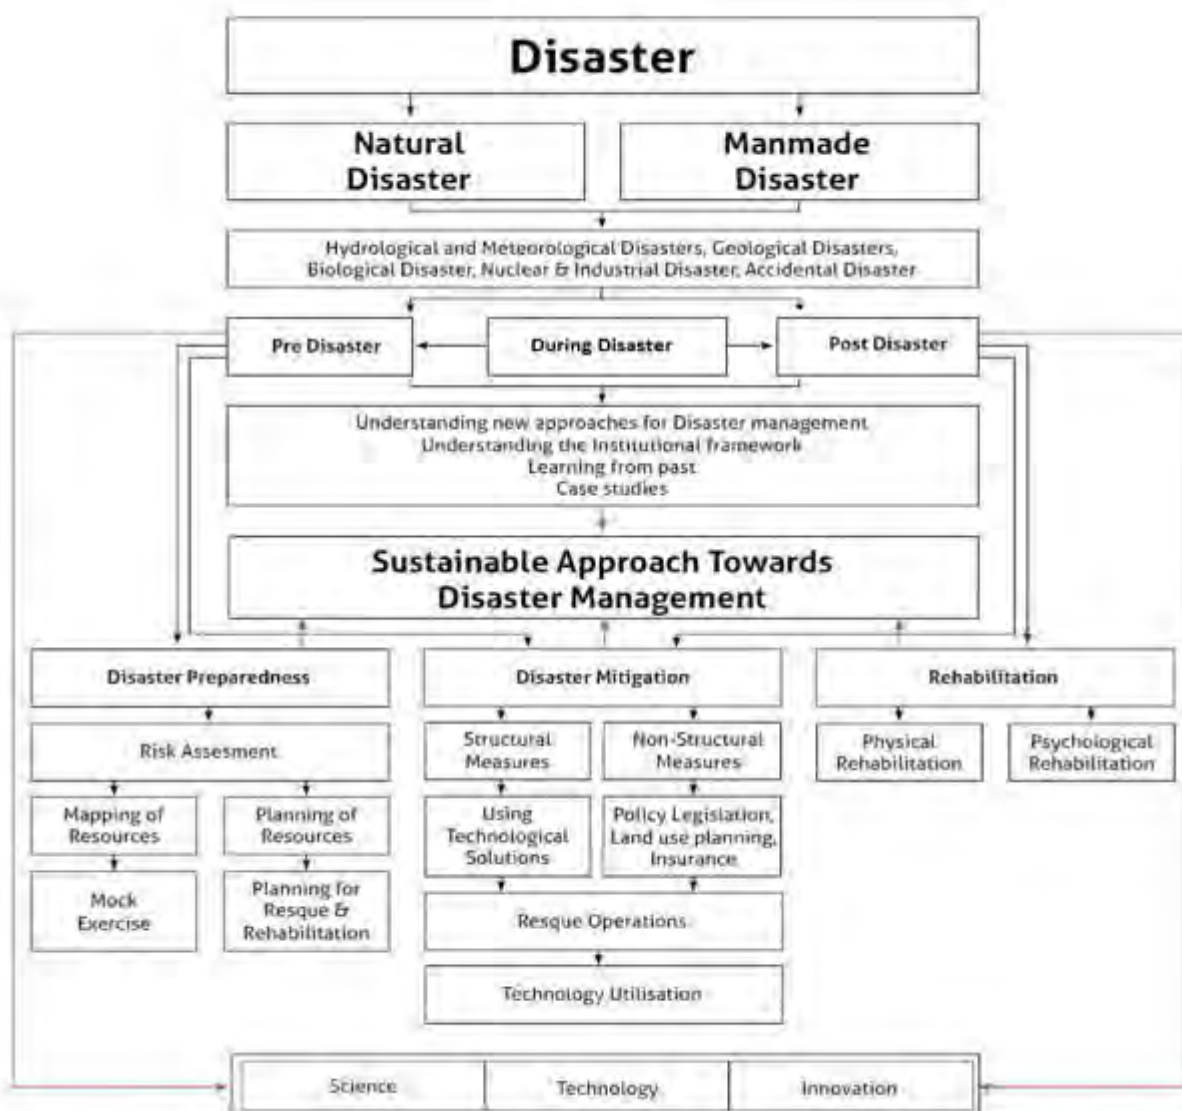 Disaster
Natural
Disaster
Manmade
Disaster
Hydrological and Meteorological Disasters, Geological Disasters,
Biological Disaster, Nuclear & Industrial Disaster, Accidental Disaster
Pre Disaster
During Disaster
Post Disaster
Understanding new approaches for Disaster management
Understanding the Institutional framework
Learning from past
Case studies
Sustainable Approach Towards
Disaster Management
Disaster Preparedness
Disaster Mitigation
Rehabilitation
Risk Assesment
Structural
Measures
Non-Structural
Measures
Physical
Rehabilitation
Psychological
Rehabilitation
Mapping of
Resources
Planning of
Resources
Using
Technological
Solutions
Policy Legislation,
Land use planning,
Insurance
Mock
Exercise
Planning for
Resque &
Rehabilitation
Resque Operations
Technology Utilisation
Science
Technology
Innovation